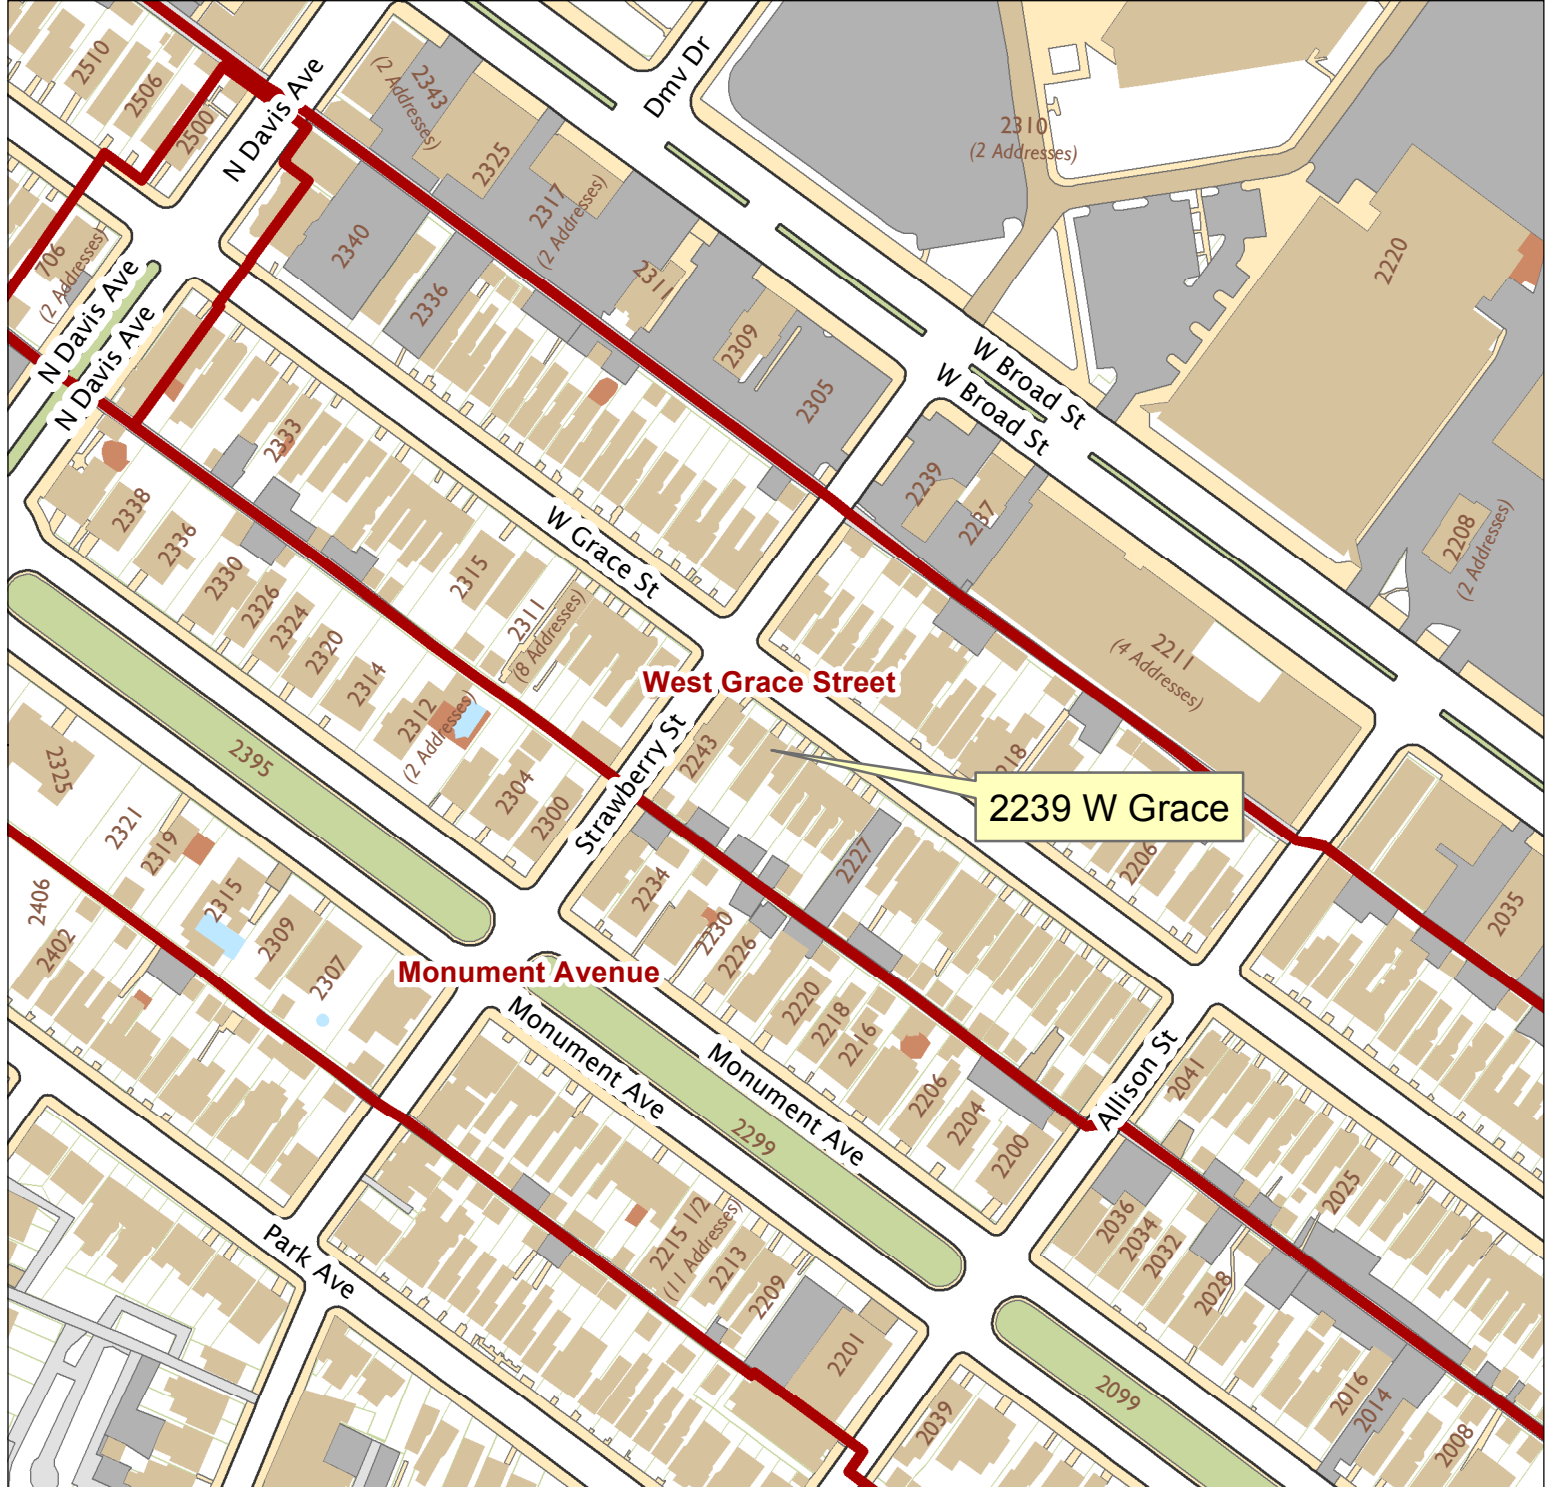 2510
2506
2500
N Davis Ave
2343
(2 Addresses)
2325
Dmv Dr
2317
(2 Addresses)
2310
(2 Addresses)
2220
706
(2 Addresses)
2340
2336
2311
2309
2305
N Davis Ave
N Davis Ave
W Broad St
W Broad St
2333
2239
2237
2208
(2 Addresses)
2338
2336
2330
2326
2324
2320
2314
2312
(2 Addresses)
2315
2311
(8 Addresses)
W Grace St
2211
(4 Addresses)
West Grace Street
2395
2304
2300
Strawberry St
2243
2239 W Grace
2325
2321
2319
2315
2309
2307
2406
2402
2234
2230
2226
2227
2206
2035
Monument Avenue
Monument Ave
Monument Ave
2220
2218
2216
2206
2204
2200
2299
Allison St
2041
2036
2034
2032
2028
2025
Park Ave
2215 1/2
(11 Addresses)
2213
2209
2201
2039
2099
2016
2014
2008